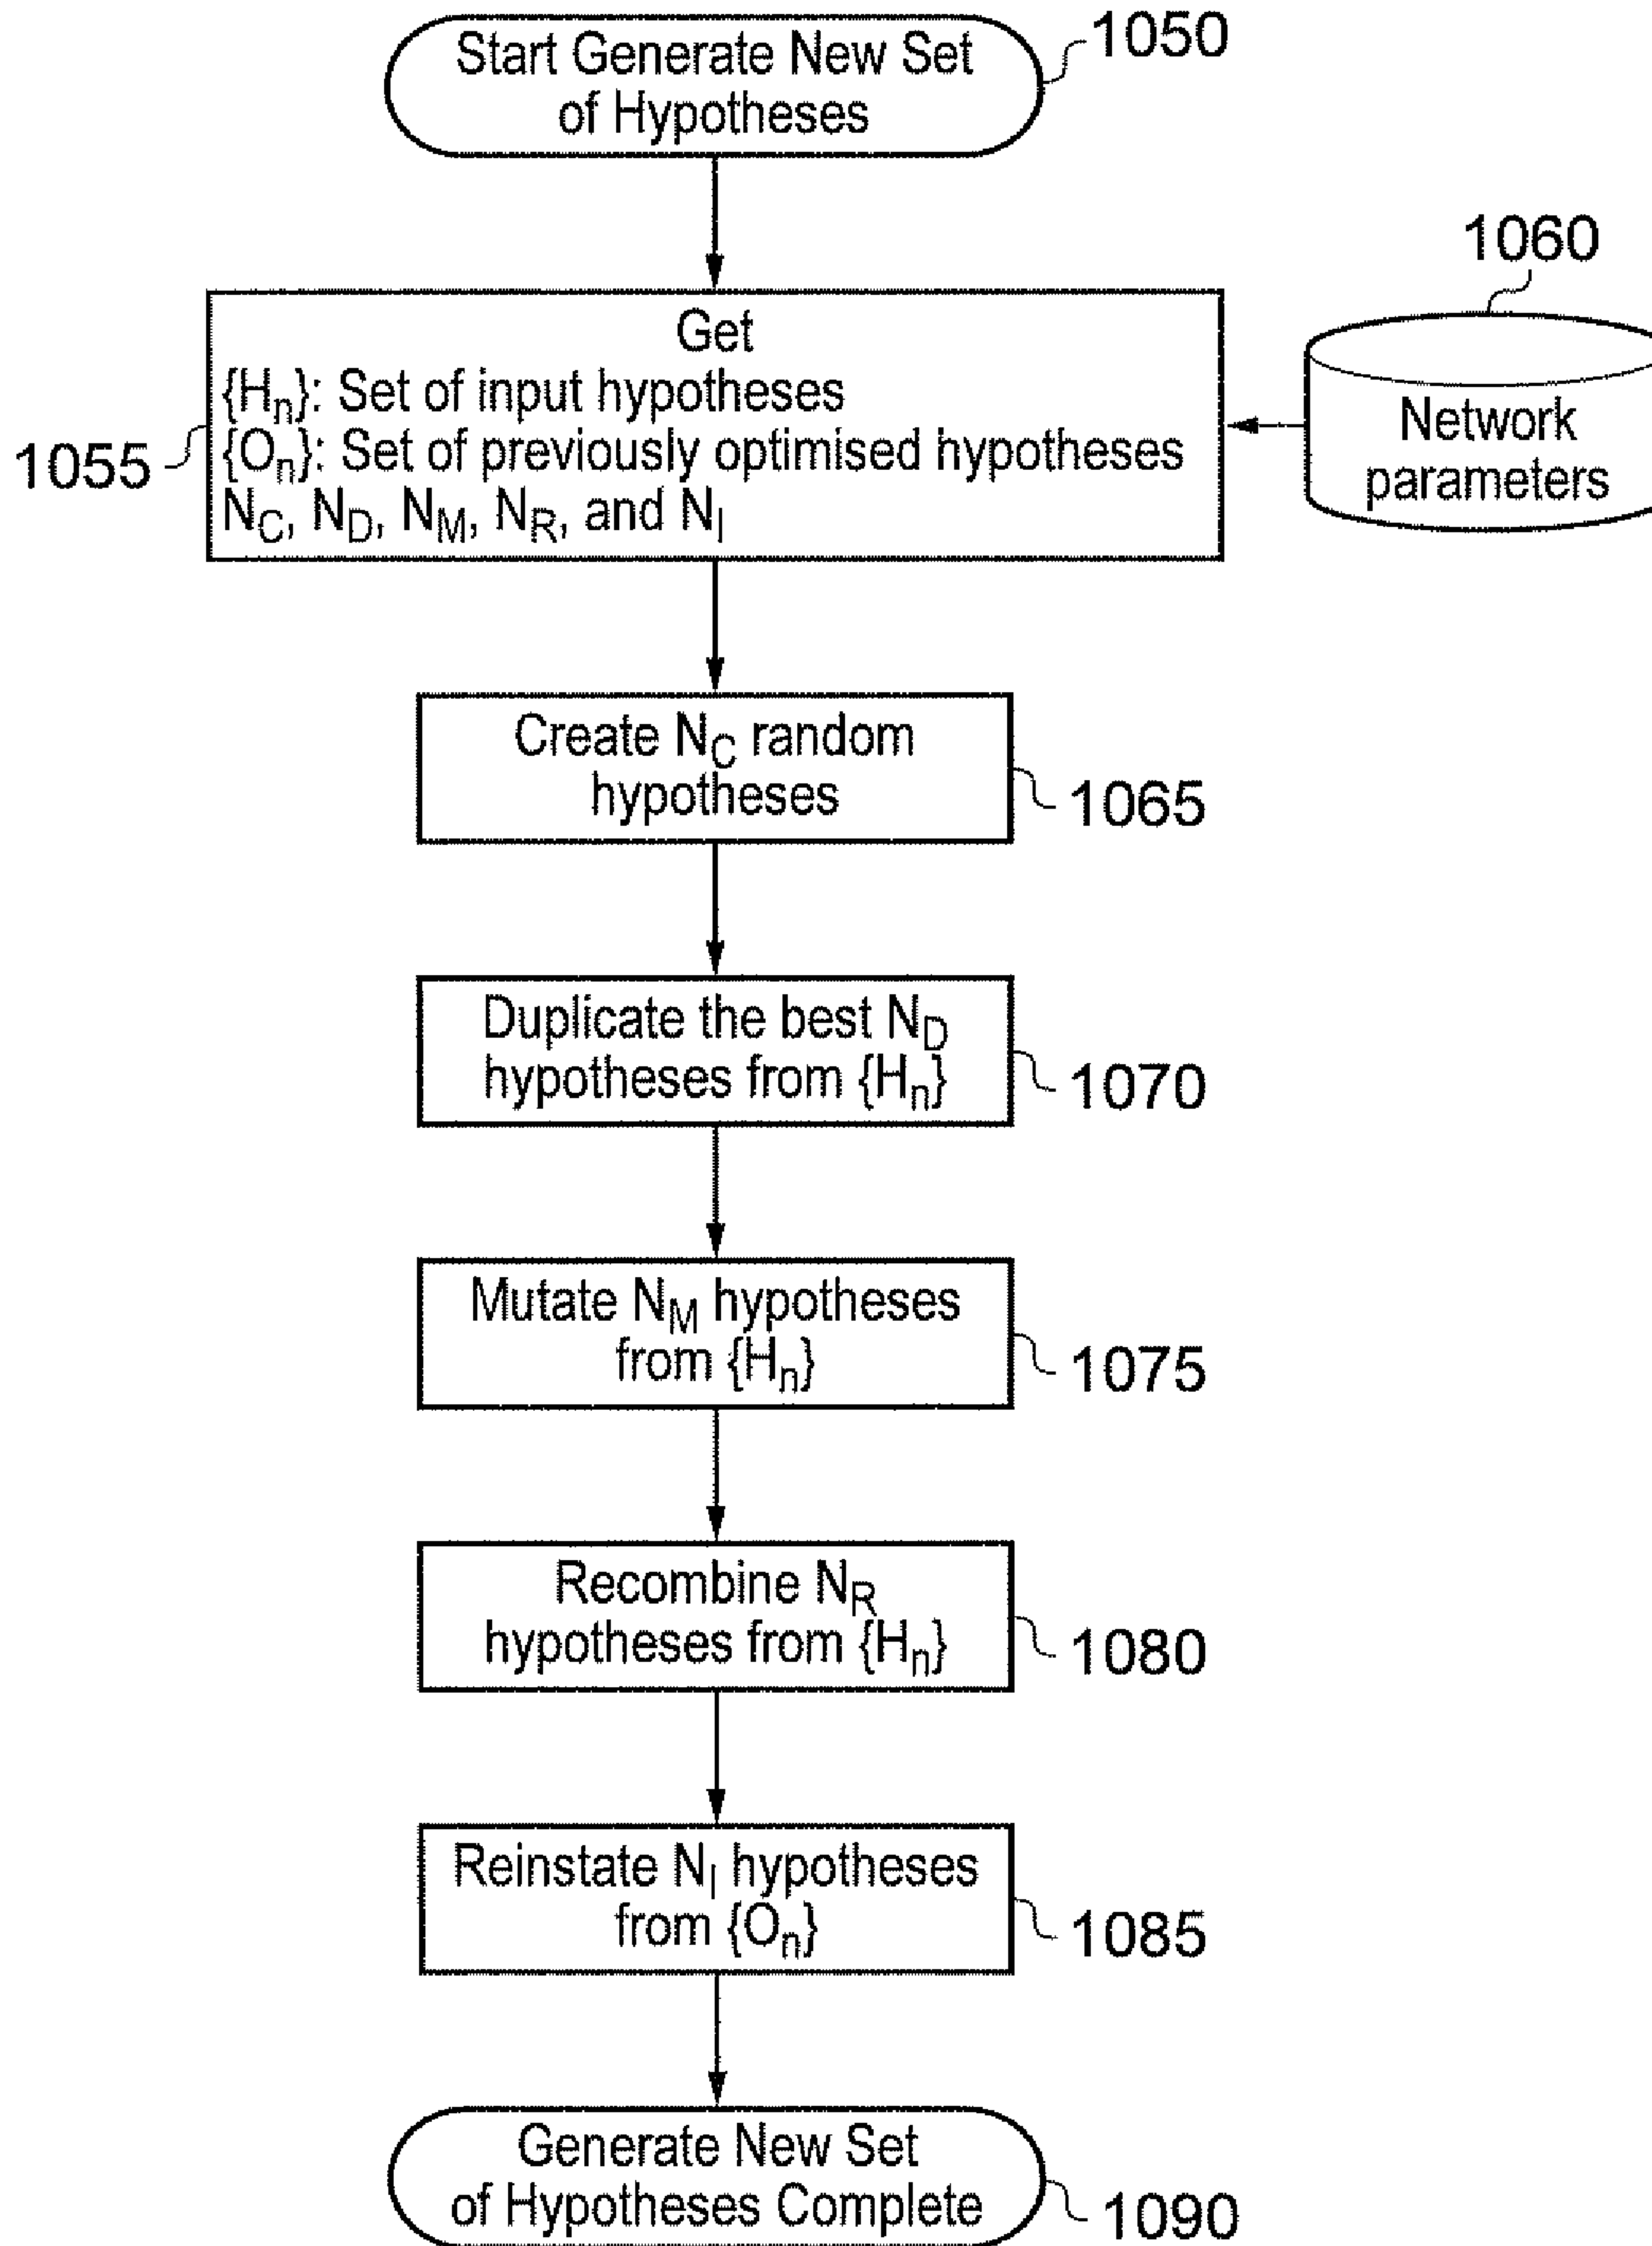 Start Generate New Set
of Hypotheses
1050
1060
Get
{Hn}: Set of input hypotheses
{On}: Set of previously optimised hypotheses
NC, ND, NM, NR, and NI
1055
Network
parameters
Create NC random
hypotheses
1065
Duplicate the best ND
hypotheses from {Hn}
1070
Mutate NM hypotheses
from {Hn}
1075
Recombine NR
hypotheses from {Hn}
1080
Reinstate NI hypotheses
from {On}
1085
Generate New Set
of Hypotheses Complete
1090